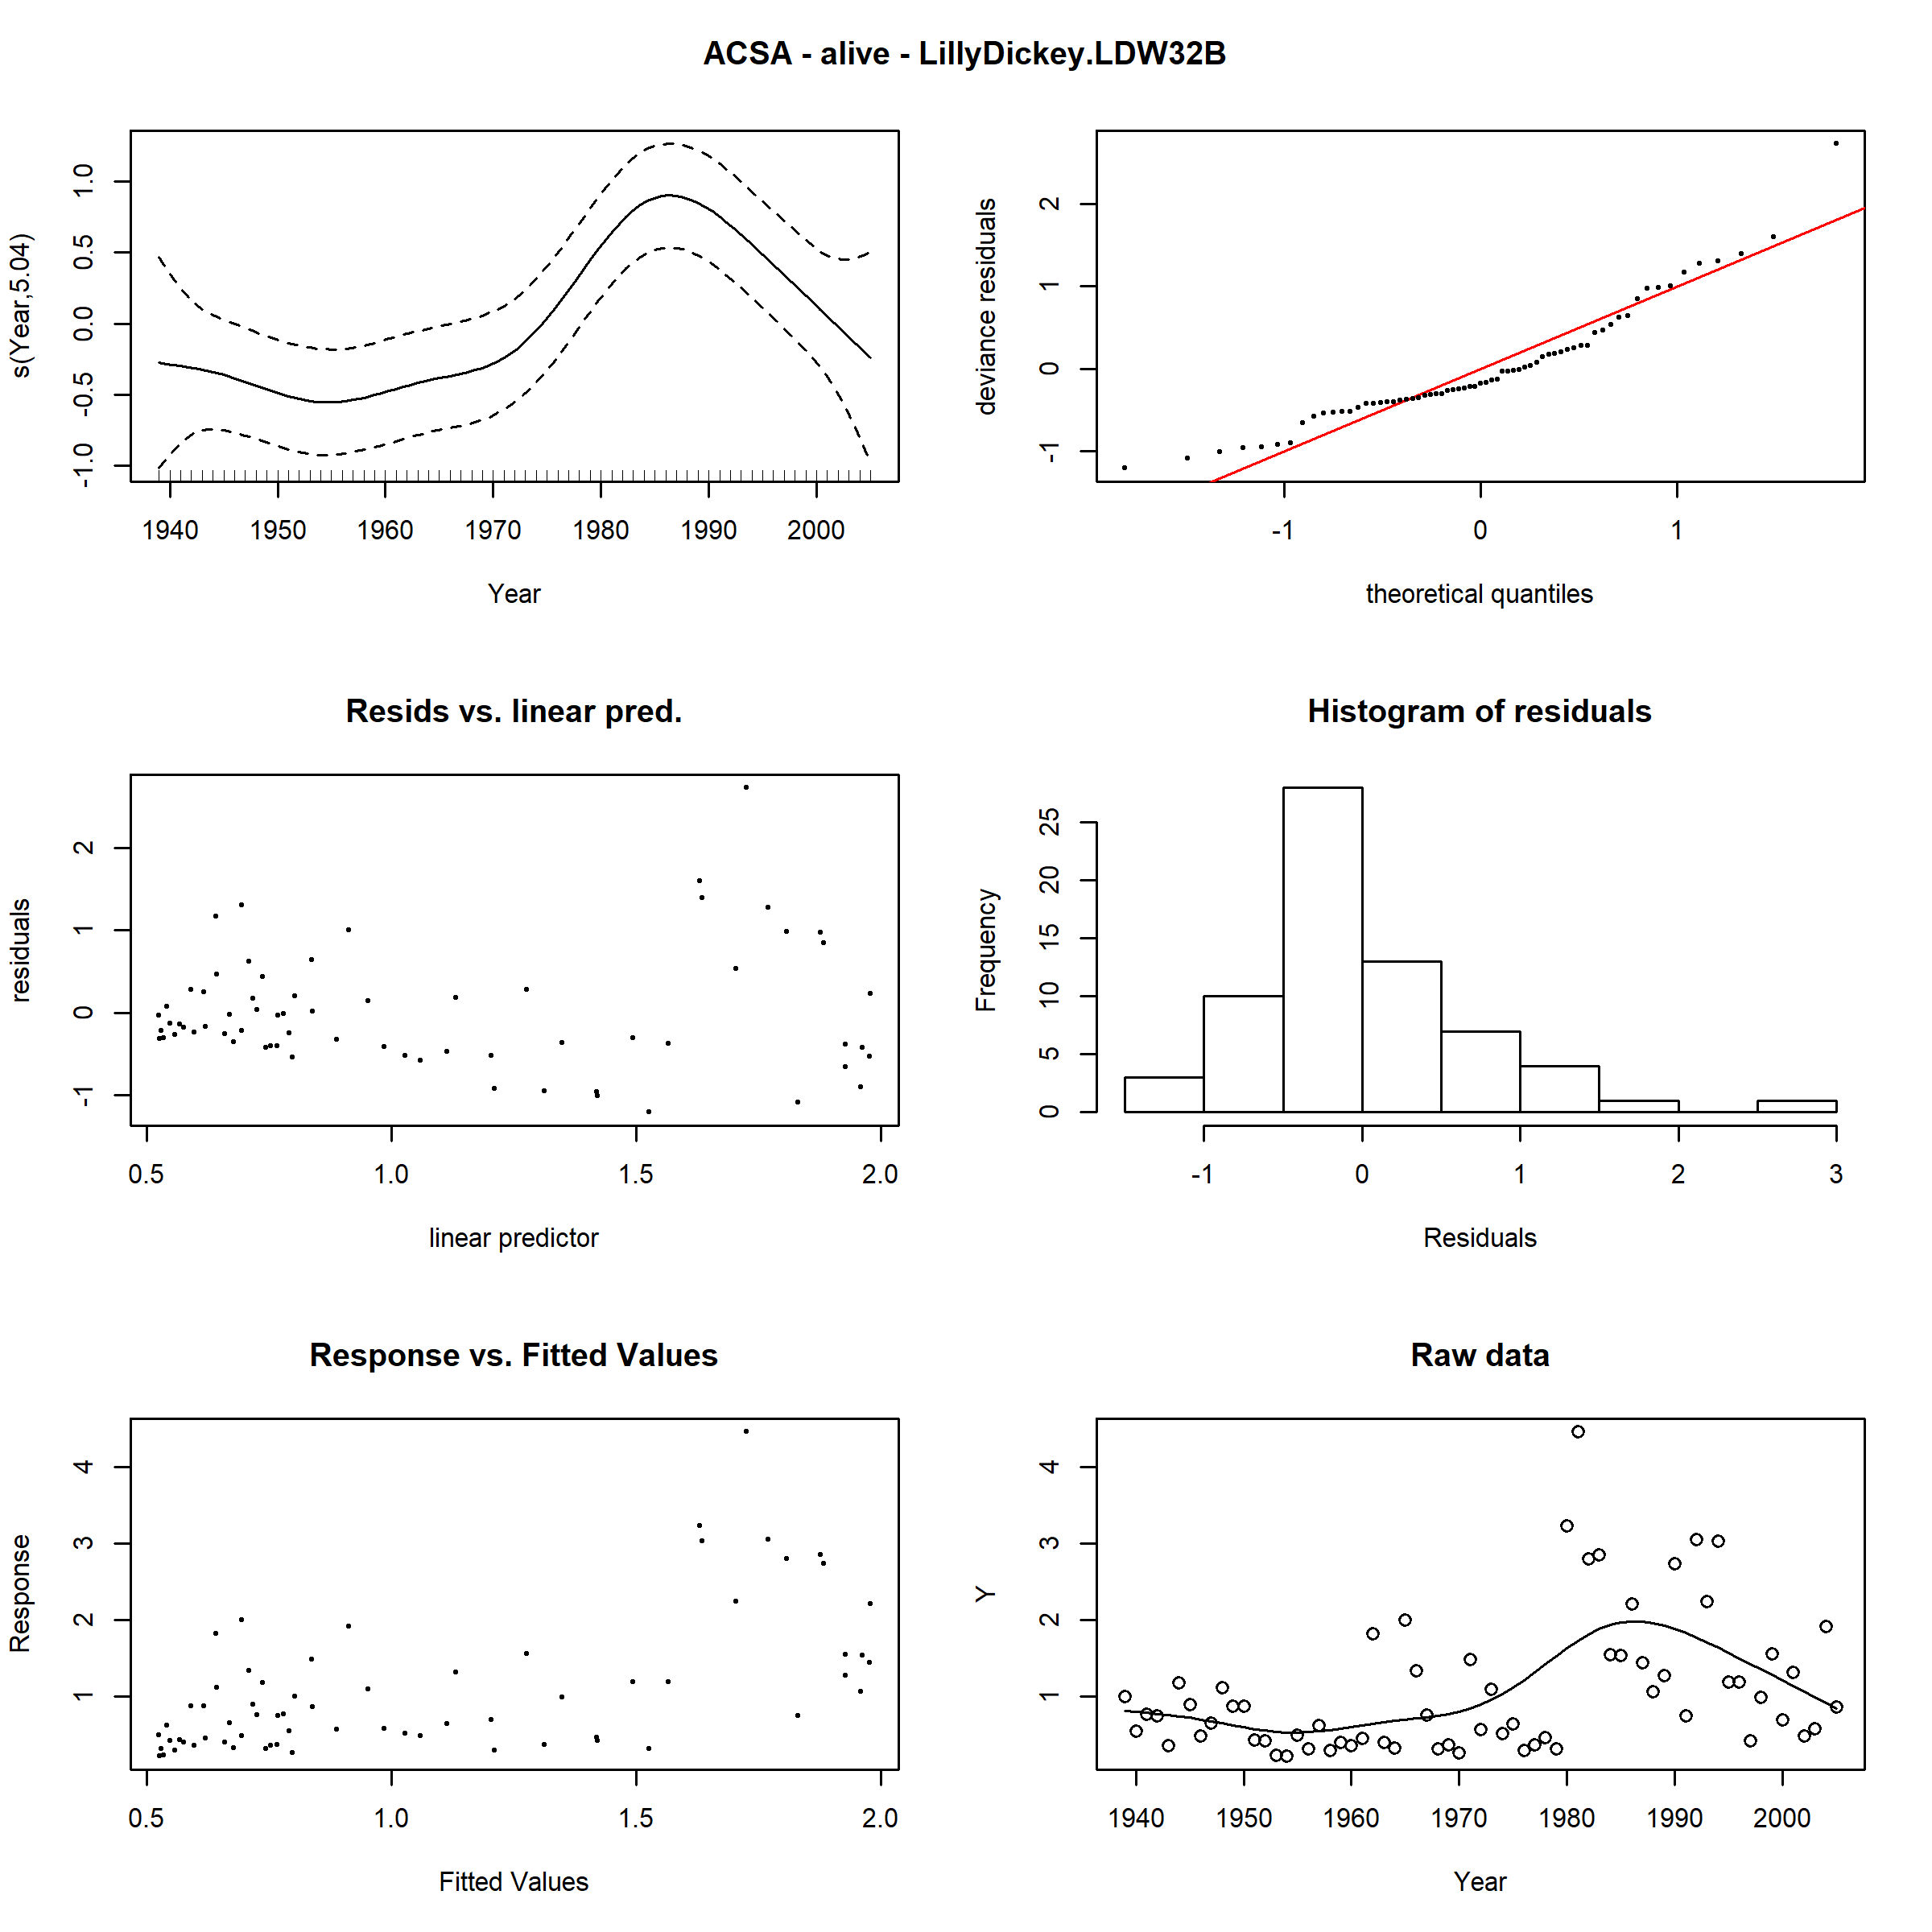 ACSA - alive - LillyDickey.LDW32B
s(Year,5.04)
-1.0 -0.5 0.0 0.5 1.0
1940 1950 1960 1970 1980 1990 2000
Year
deviance residuals
-1 0 1 2
-1 0 1
theoretical quantiles
Resids vs. linear pred.
residuals
-1 0 1 2
0.5 1.0 1.5 2.0
linear predictor
Histogram of residuals
Frequency
0 5 10 15 20 25
-1 0 1 2 3
Residuals
Response vs. Fitted Values
Response
1 2 3 4
0.5 1.0 1.5 2.0
Fitted Values
Raw data
Y
1 2 3 4
1940 1950 1960 1970 1980 1990 2000
Year